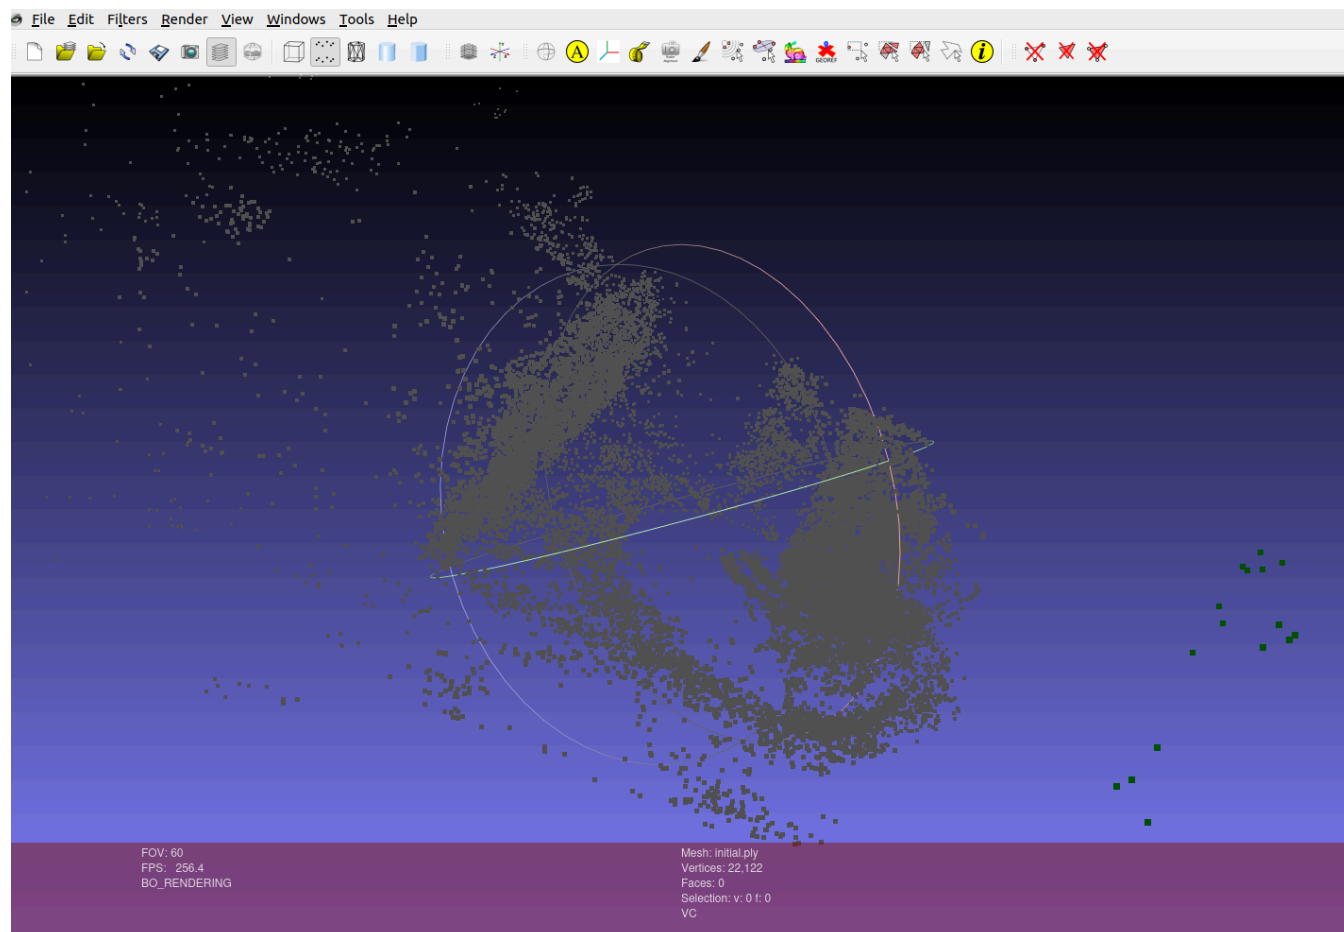 File Edit Filters Render View Windows Tools Help
A
GEOREF
i
FOV: 60
FPS: 256.4
BO_RENDERING
Mesh: initial.ply
Vertices: 22,122
Faces: 0
Selection: v: 0 f: 0
VC